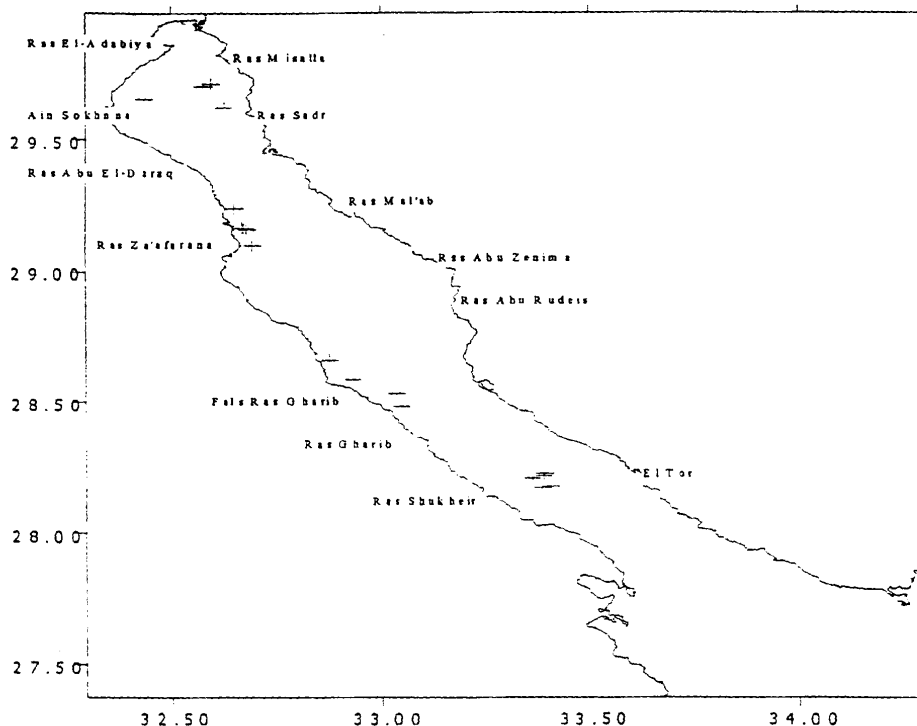 Ras El-Adabiya
Ras Misalla
Ain Sokhna
Ras Sadr
29.50
Ras Abu El-Daraq
Ras Mal'ab
Ras Za'afarana
Ras Abu Zenima
29.00
Ras Abu Rudeis
28.50
Fals Ras Gharib
Ras Gharib
El Tor
Ras Shukheir
28.00
27.50
32.50 33.00 33.50 34.00